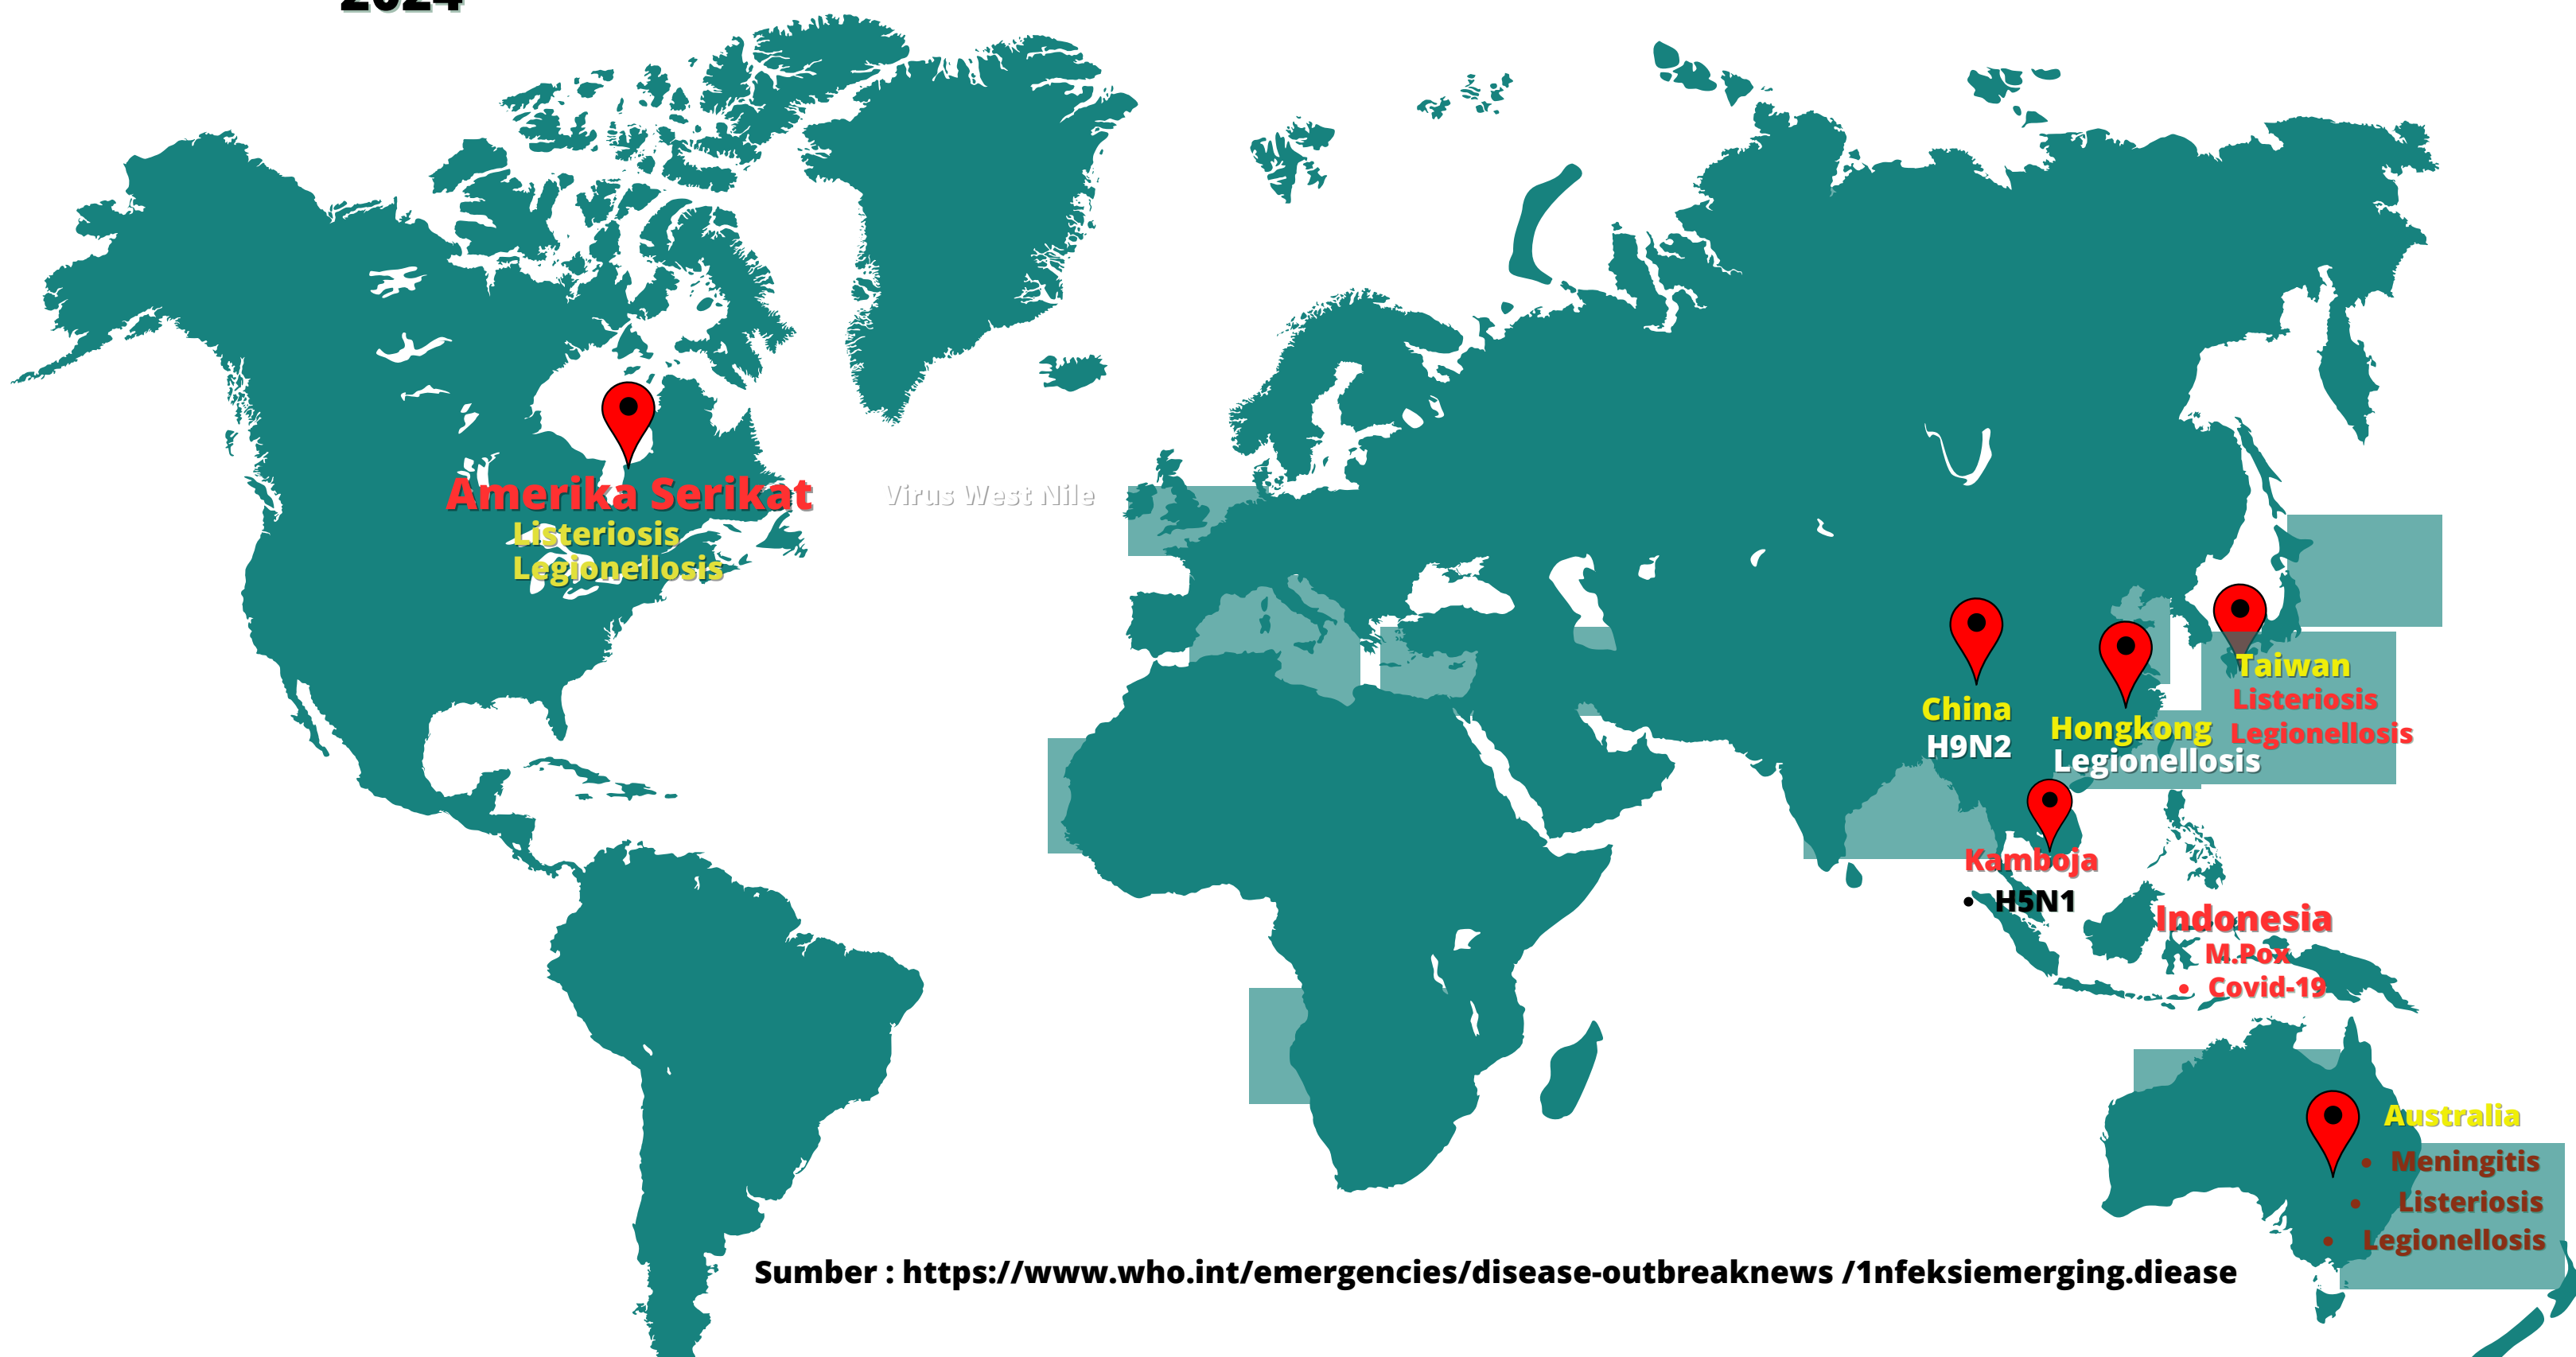 2024
Amerika Serikat
Listeriosis
Legionellosis
Virus West Nile
China
H9N2
Hongkong
Legionellosis
Taiwan
Listeriosis
Legionellosis
Kamboja
• H5N1
Indonesia
M.Pox
• Covid-19
Australia
• Meningitis
• Listeriosis
• Legionellosis
Sumber : https://www.who.int/emergencies/disease-outbreaknews /1nfeksiemerging.diease